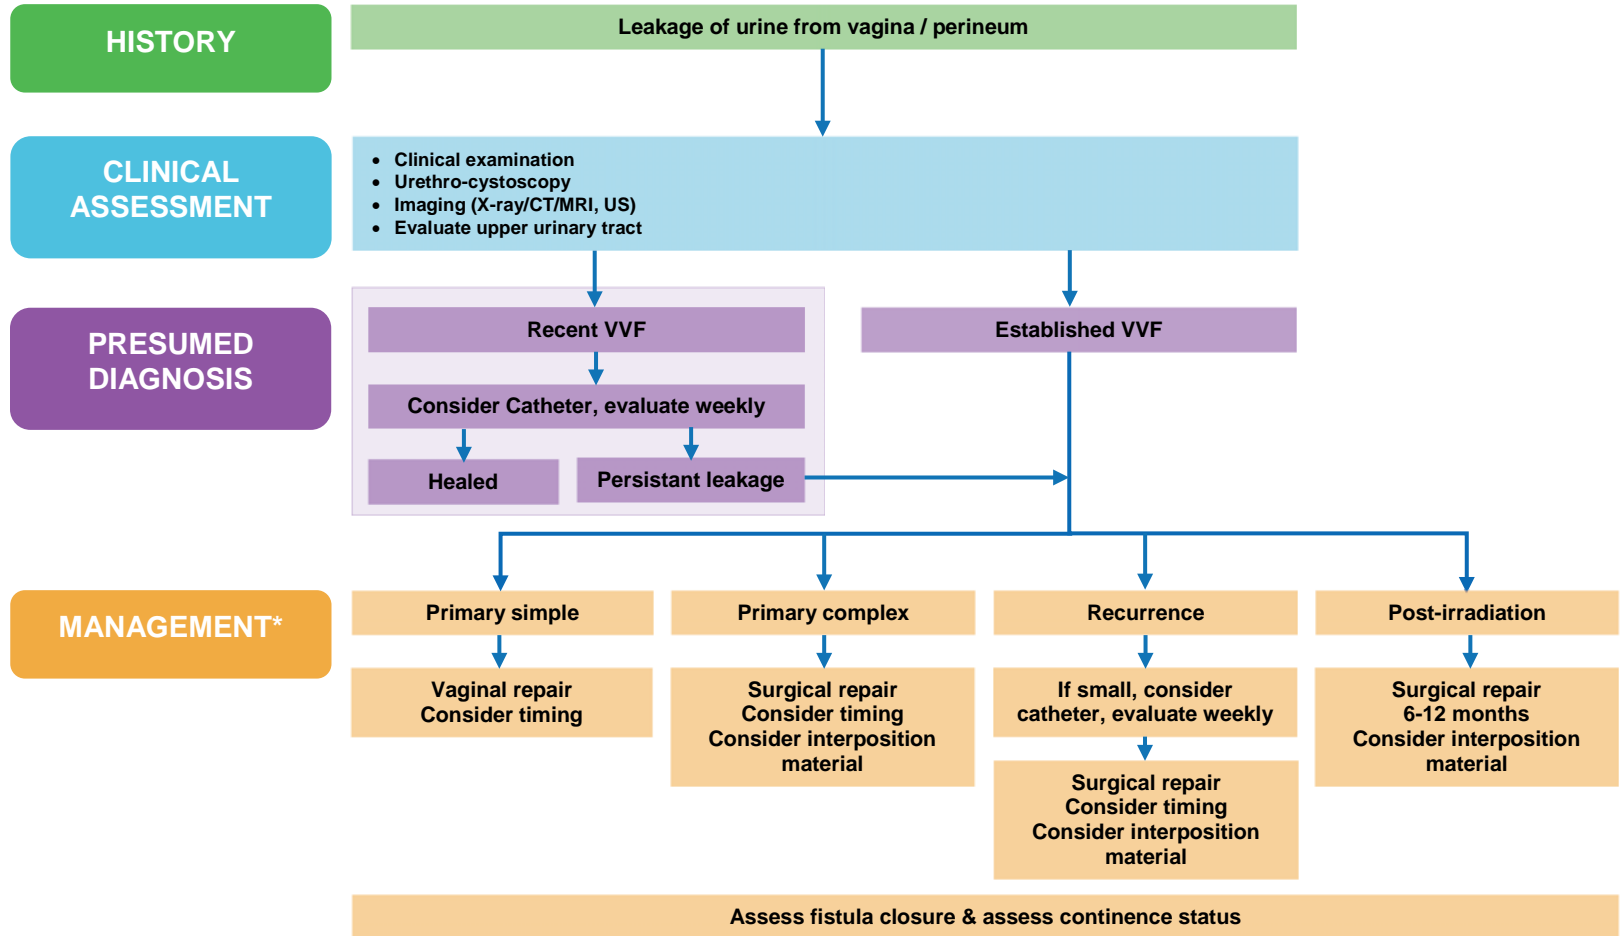 HISTORY
Leakage of urine from vagina / perineum
CLINICAL
ASSESSMENT
• Clinical examination
• Urethro-cystoscopy
• Imaging (X-ray/CT/MRI, US)
• Evaluate upper urinary tract
PRESUMED
DIAGNOSIS
Recent VVF
Established VVF
Consider Catheter, evaluate weekly
Healed
Persistant leakage
MANAGEMENT*
Primary simple
Vaginal repair
Consider timing
Primary complex
Surgical repair
Consider timing
Consider interposition
material
Recurrence
If small, consider
catheter, evaluate weekly
Surgical repair
Consider timing
Consider interposition
material
Post-irradiation
Surgical repair
6-12 months
Consider interposition
material
Assess fistula closure & assess continence status